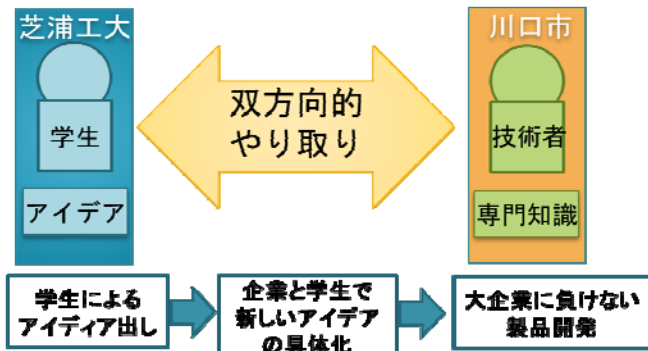 芝浦工大
川口市
学生
双方向的
やり取り
技術者
アイデア
専門知識
学生による
アイディア出し
企業と学生で
新しいアイデア
の具体化
大企業に負けない
製品開発